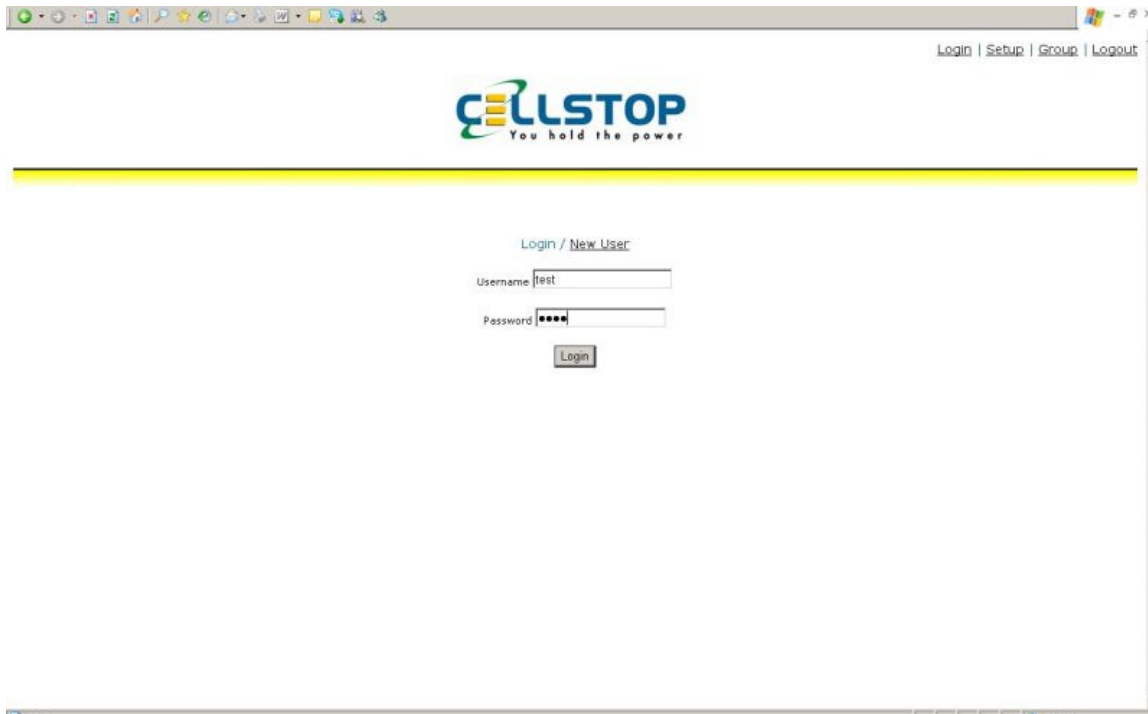 Login | Setup | Group | Logout
CELLSTOP
You hold the power
Login / New User
Username test
Password ••••
Login